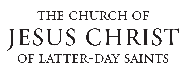 THE CHURCH OF
JESUS CHRIST
OF LATTER-DAY SAINTS